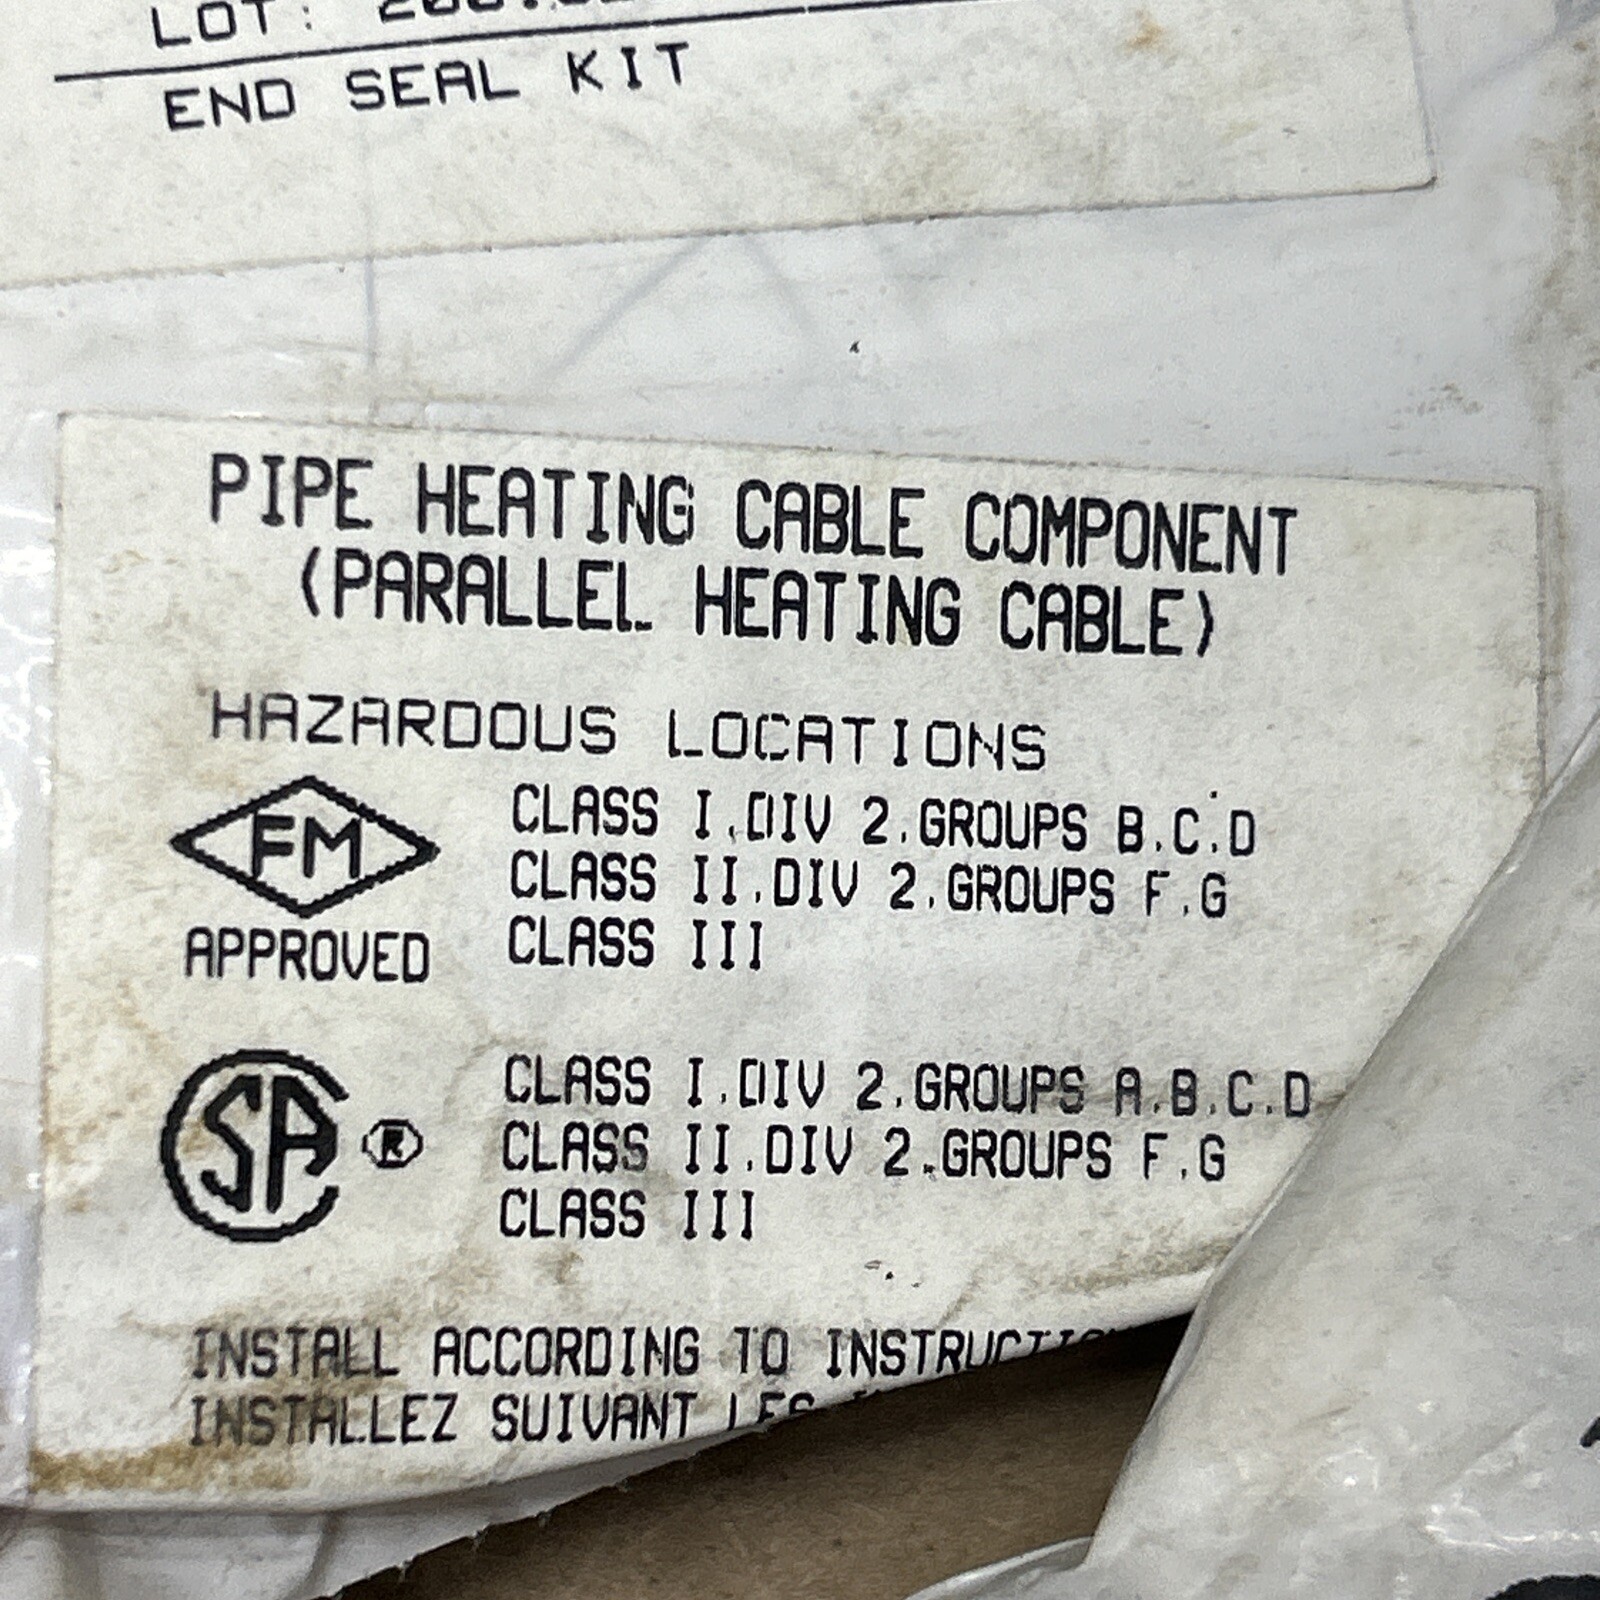 LOT:
END SEAL KIT
PIPE HEATING CABLE COMPONENT
(PARALLEL HEATING CABLE)
HAZARDOUS LOCATIONS
FM
APPROVED
CLASS I.DIV 2.GROUPS B.C.D
CLASS II.DIV 2.GROUPS F.G
CLASS III
SA ®
CLASS I.DIV 2.GROUPS A.B.C.D
CLASS II.DIV 2.GROUPS F.G
CLASS III
INSTALL ACCORDING TO
INSTALLEZ SUIVANT LES